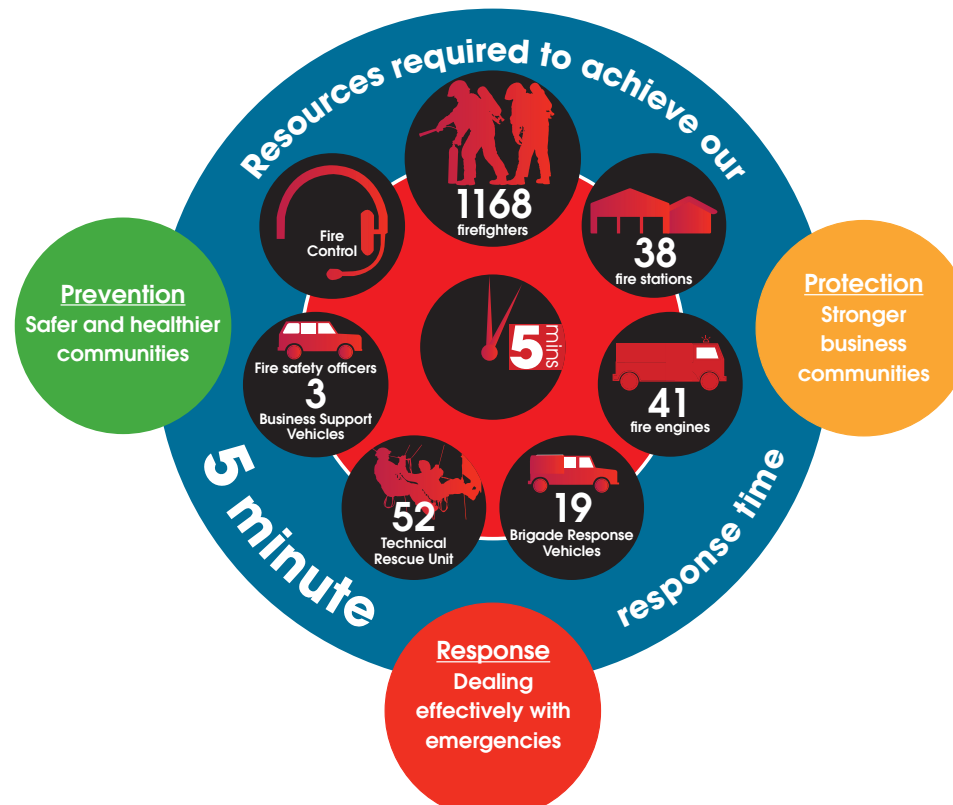 Resources required to achieve our
5 minute
response time
1168
firefighters
38
fire stations
41
fire engines
19
Brigade Response
Vehicles
52
Technical
Rescue Unit
Fire safety officers
3
Business Support
Vehicles
Fire
Control
5
mins
Prevention
Safer and healthier
communities
Protection
Stronger
business
communities
Response
Dealing
effectively with
emergencies